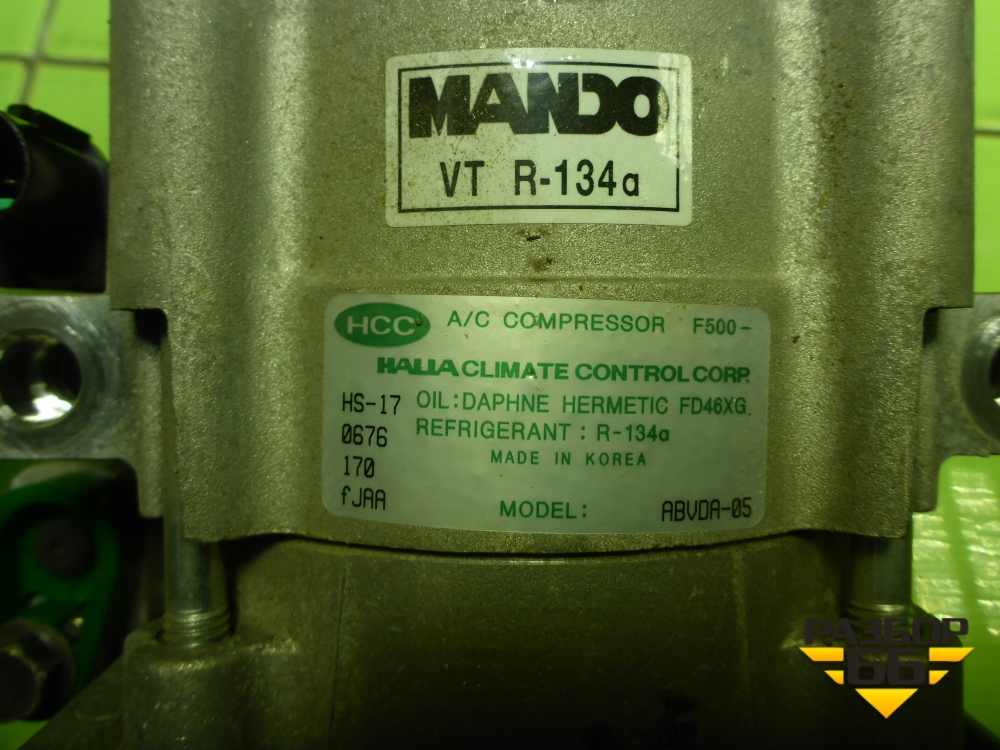 MANDO
VT R-134a
HCC A/C COMPRESSOR F500-
HALLA CLIMATE CONTROL CORP.
HS-17 OIL:DAPHNE HERMETIC FD46XG.
0676 REFRIGERANT : R-134a
170 MADE IN KOREA
fJAA MODEL: ABVDA-05
РАЗБОР
66